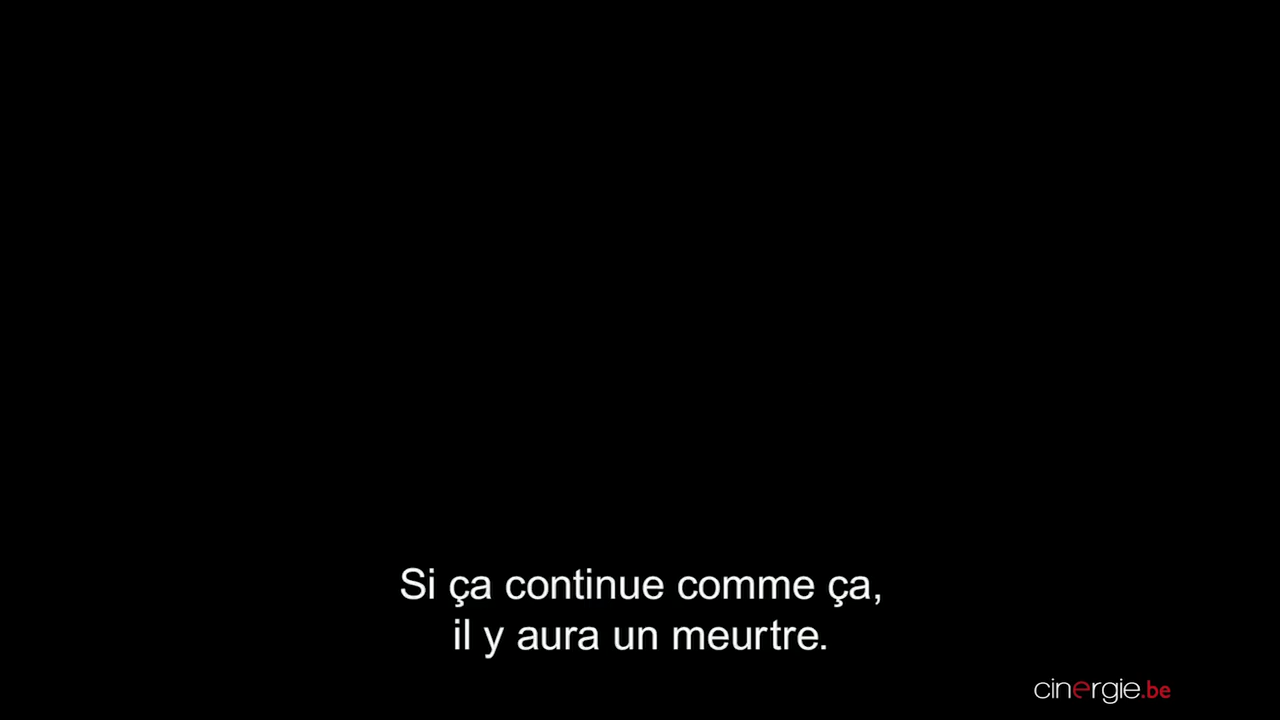 Si ça continue comme ça,
il y aura un meurtre.
cinergie.be